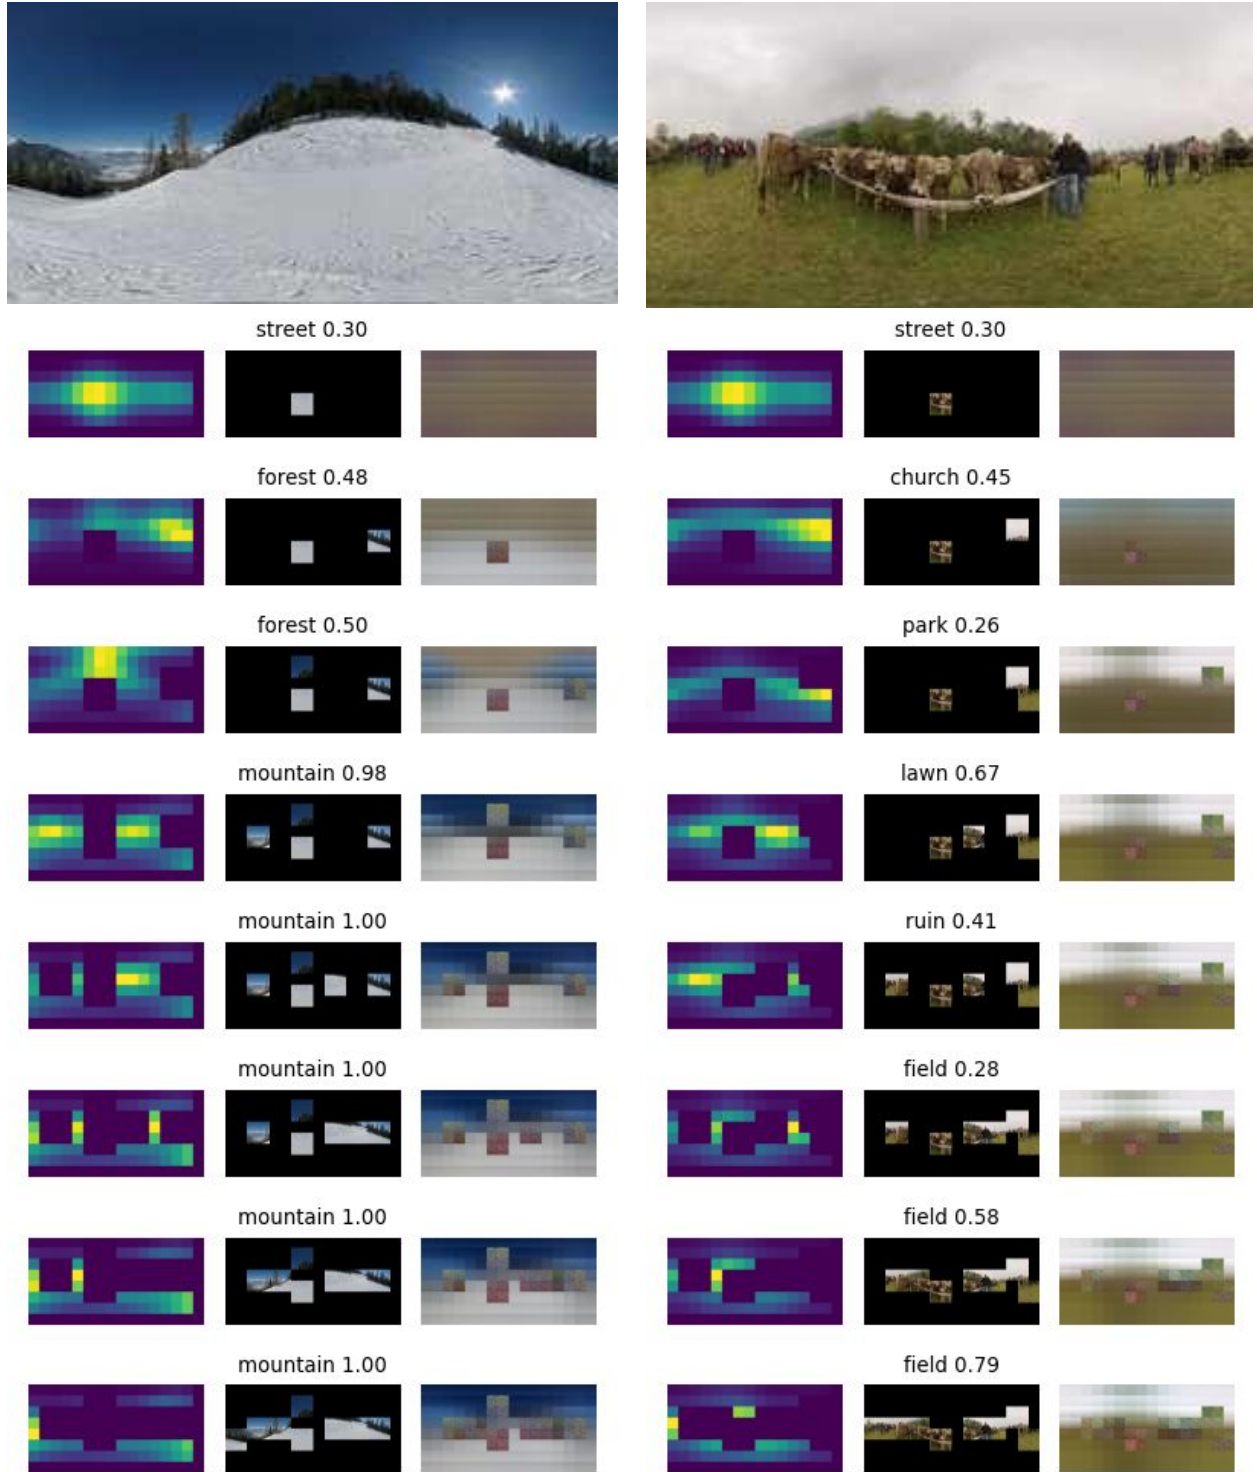 street 0.30
street 0.30
forest 0.48
church 0.45
forest 0.50
park 0.26
mountain 0.98
lawn 0.67
mountain 1.00
ruin 0.41
mountain 1.00
field 0.28
mountain 1.00
field 0.58
mountain 1.00
field 0.79